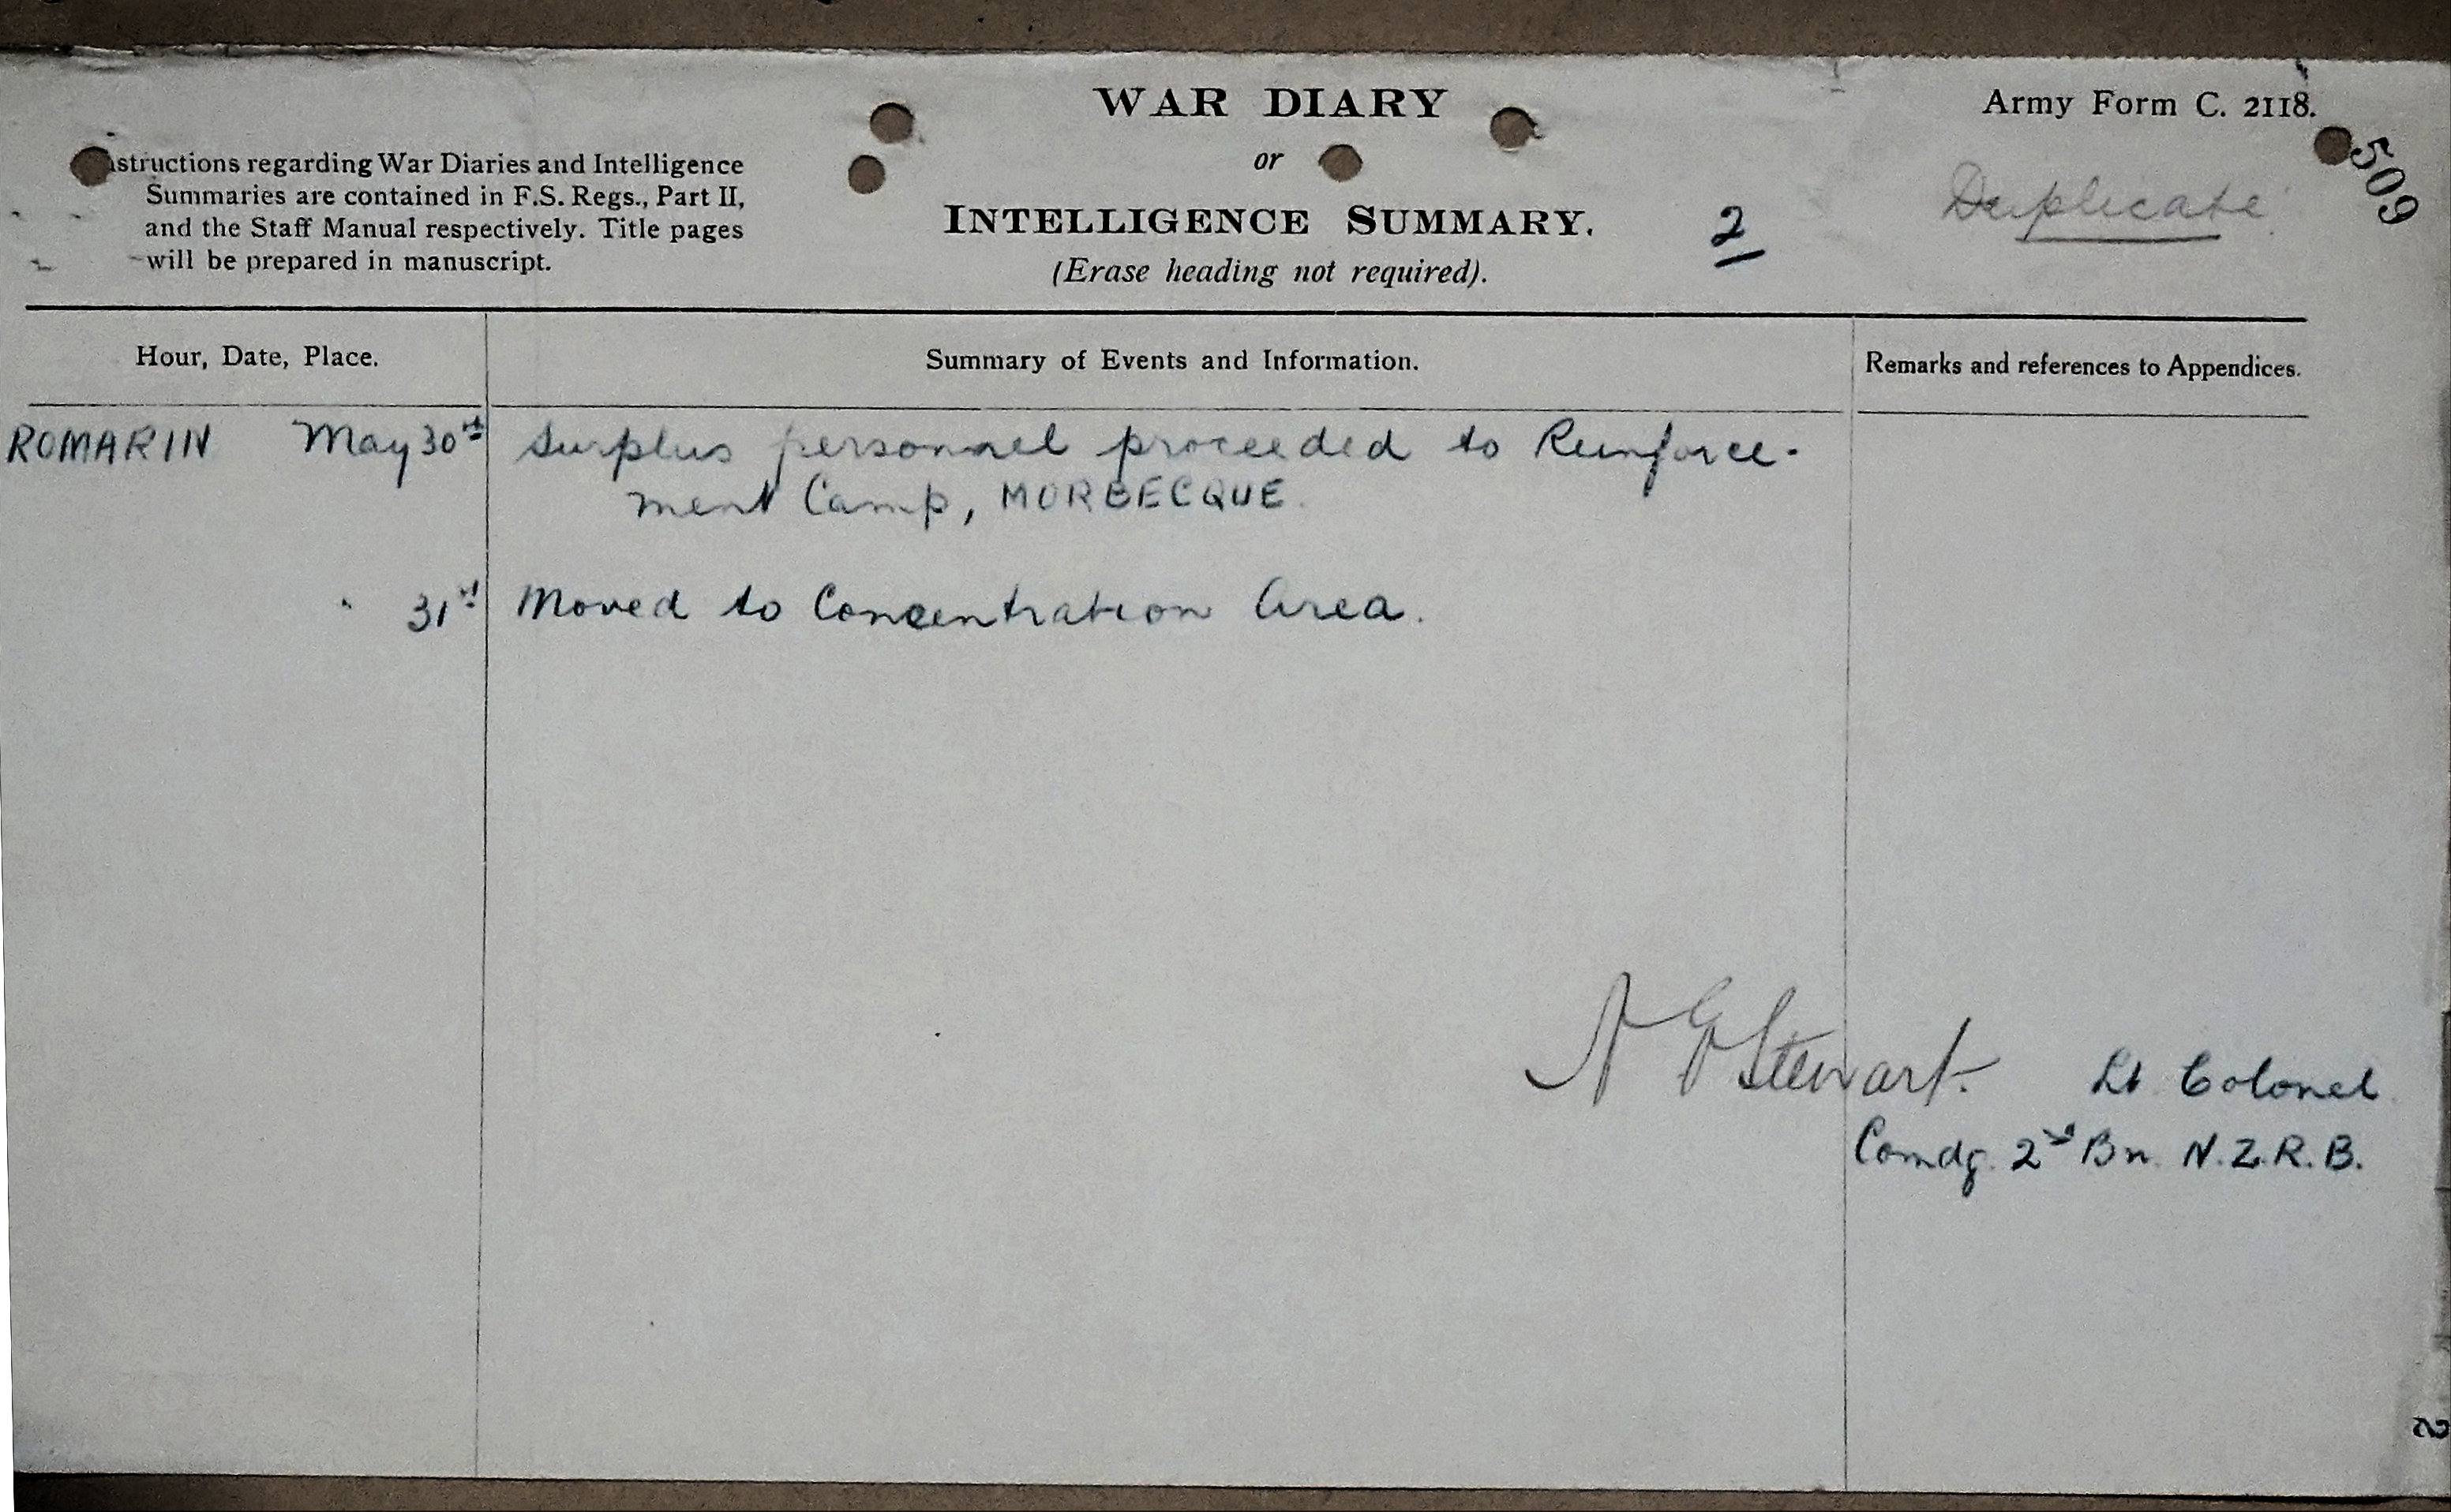 WAR DIARY
or
INTELLIGENCE SUMMARY.
(Erase heading not required).
Army Form C. 2118.
509
Duplicate
2
nstructions regarding War Diaries and Intelligence
Summaries are contained in F.S. Regs., Part II,
and the Staff Manual respectively. Title pages
will be prepared in manuscript.
Hour, Date, Place.
Summary of Events and Information.
Remarks and references to Appendices.
ROMARIN May 30th Surplus personnel proceeded to Reinforce-
ment Camp, MORBECQUE.
" 31st Moved to Concentration Area.
Stewart. Lt Colonel
Comdg. 2nd Bn. N.Z.R.B.
2